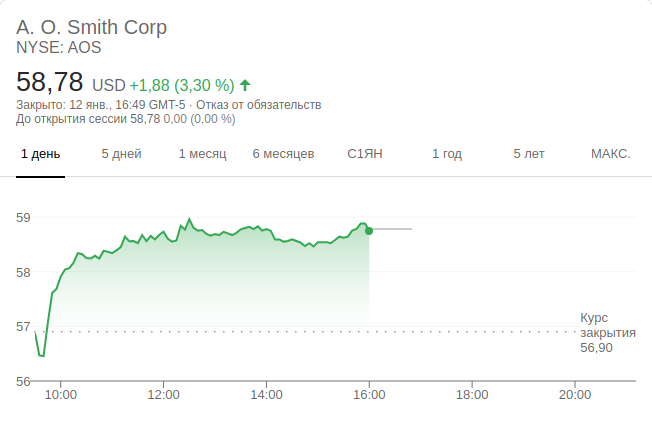 A. O. Smith Corp
NYSE: AOS
58,78 USD +1,88 (3,30 %)
Закрыто: 12 янв., 16:49 GMT-5 · Отказ от обязательств
До открытия сессии 58,78 0,00 (0,00 %)
1 день 5 дней 1 месяц 6 месяцев С1ЯН 1 год 5 лет МАКС.
59
58
57
Курс
закрытия
56,90
56
10:00 12:00 14:00 16:00 18:00 20:00